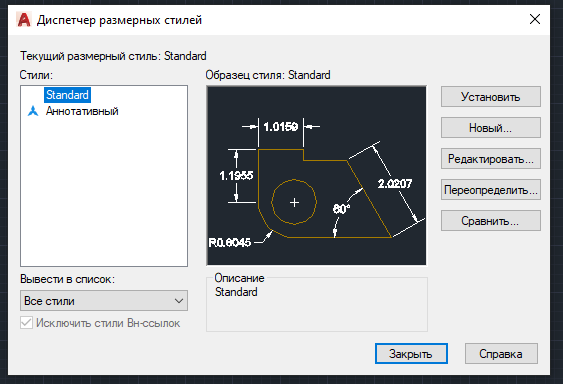 Диспетчер размерных стилей
Текущий размерный стиль: Standard
Стили:
Standard
Аннотативный
Образец стиля: Standard
1.0159
1.1955
2.0207
60°
R0.6045
Установить
Новый...
Редактировать...
Переопределить...
Сравнить...
Вывести в список:
Все стили
Исключить стили Вн-ссылок
Описание
Standard
Закрыть
Справка